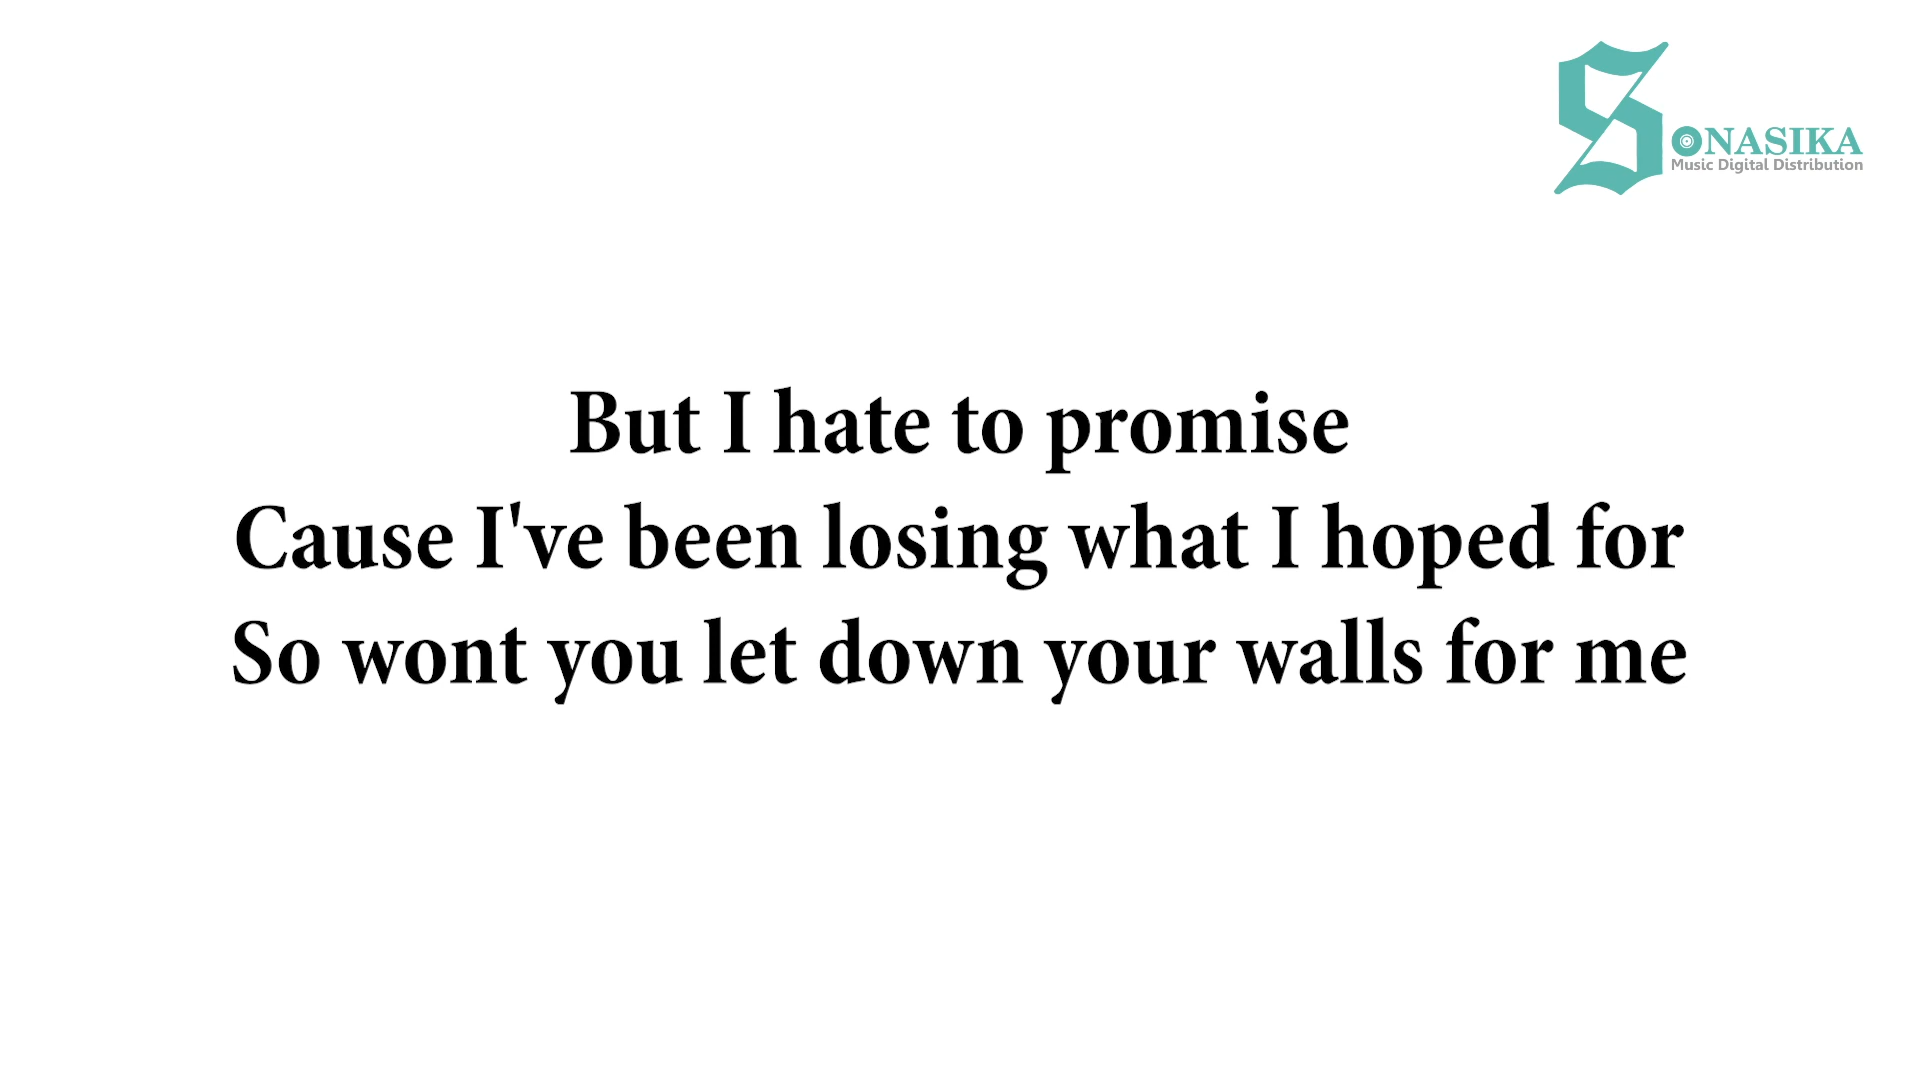 SONASIKA
Music Digital Distribution
But I hate to promise
Cause I've been losing what I hoped for
So wont you let down your walls for me